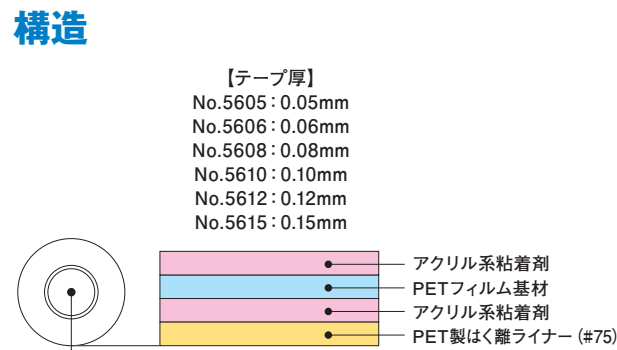 構造
【テープ厚】
No.5605：0.05mm
No.5606：0.06mm
No.5608：0.08mm
No.5610：0.10mm
No.5612：0.12mm
No.5615：0.15mm
アクリル系粘着剤
PETフィルム基材
アクリル系粘着剤
PET製はく離ライナー（#75）